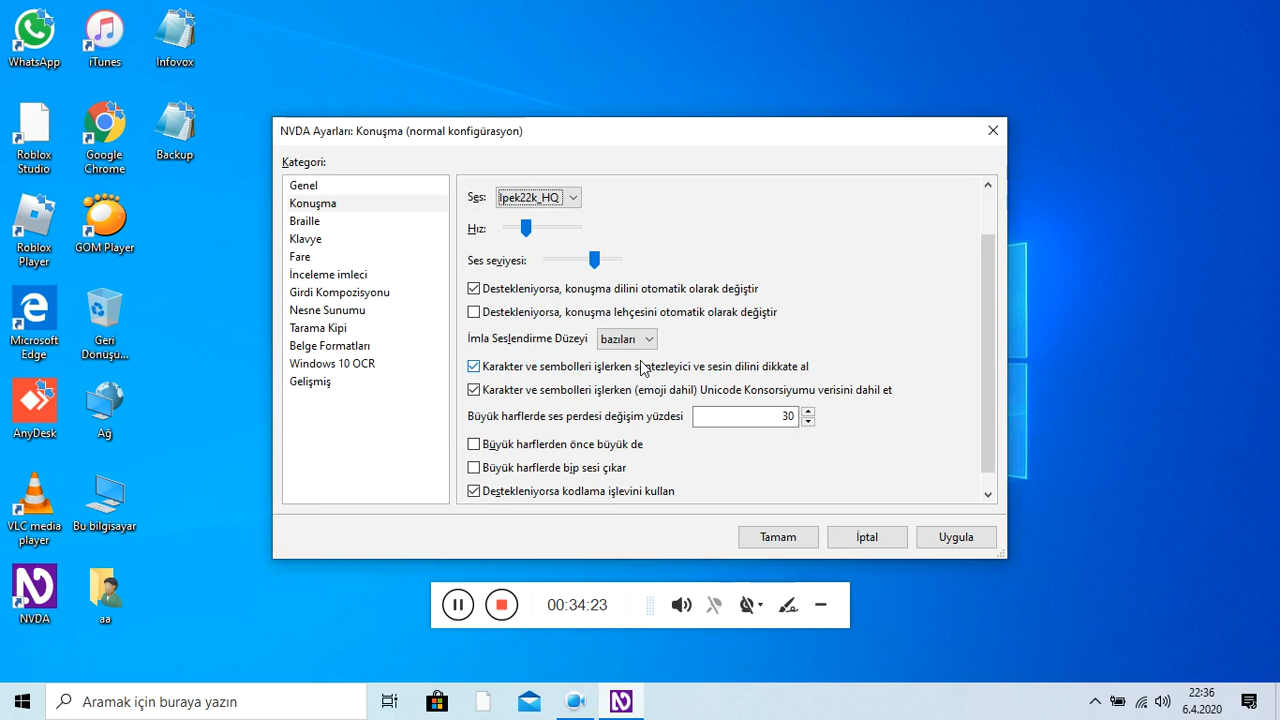 WhatsApp
iTunes
Infovox
Roblox
Studio
Google
Chrome
Backup
Roblox
Player
GOM Player
Microsoft
Edge
Geri
Dönüşü...
AnyDesk
Ağ
VLC media
player
Bu bilgisayar
NVDA
aa
NVDA Ayarları: Konuşma (normal konfigürasyon)
Kategori:
Genel
Konuşma
Braille
Klavye
Fare
İnceleme imleci
Girdi Kompozisyonu
Nesne Sunumu
Tarama Kipi
Belge Formatları
Windows 10 OCR
Gelişmiş
Ses: Ipek22k_HQ
Hız:
Ses seviyesi:
Destekleniyorsa, konuşma dilini otomatik olarak değiştir
Destekleniyorsa, konuşma lehçesini otomatik olarak değiştir
İmla Seslendirme Düzeyi bazıları
Karakter ve sembolleri işlerken sentezleyici ve sesin dilini dikkate al
Karakter ve sembolleri işlerken (emoji dahil) Unicode Konsorsiyumu verisini dahil et
Büyük harflerde ses perdesi değişim yüzdesi 30
Büyük harflerden önce büyük de
Büyük harflerde bip sesi çıkar
Destekleniyorsa kodlama işlevini kullan
Tamam İptal Uygula
00:34:23
Aramak için buraya yazın
22:36
6.4.2020